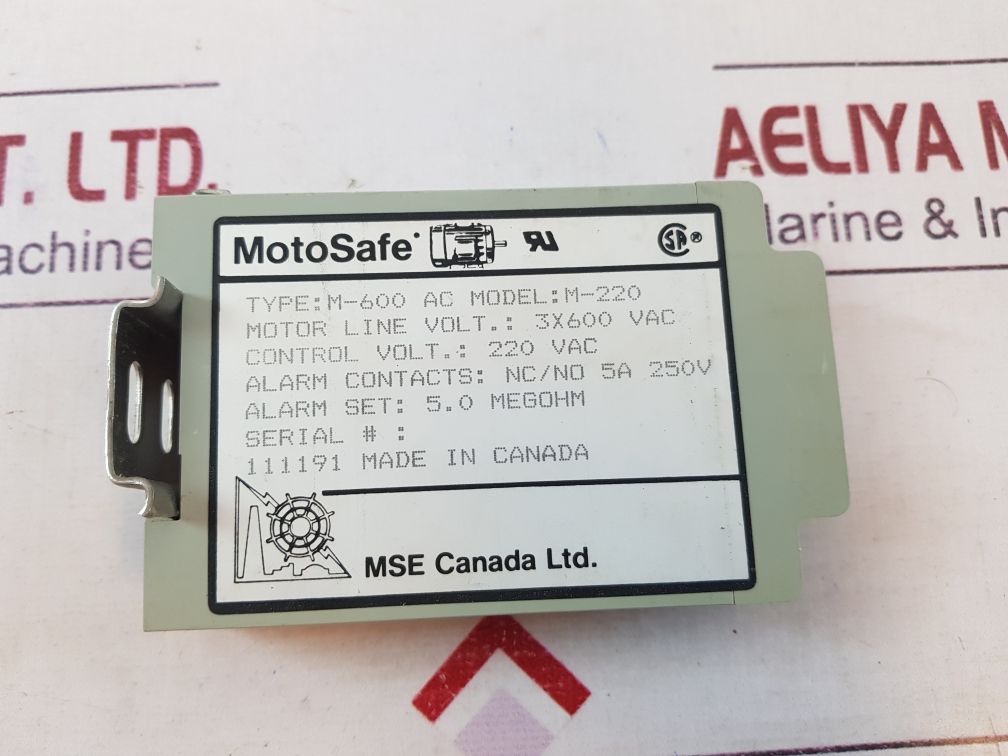 T. LTD.
achine
AELIYA M
Marine & In
MotoSafe
SA®
TYPE:M-600 AC MODEL:M-220
MOTOR LINE VOLT.: 3X600 VAC
CONTROL VOLT.: 220 VAC
ALARM CONTACTS: NC/NO 5A 250V
ALARM SET: 5.0 MEGOHM
SERIAL # :
111191 MADE IN CANADA
MSE Canada Ltd.